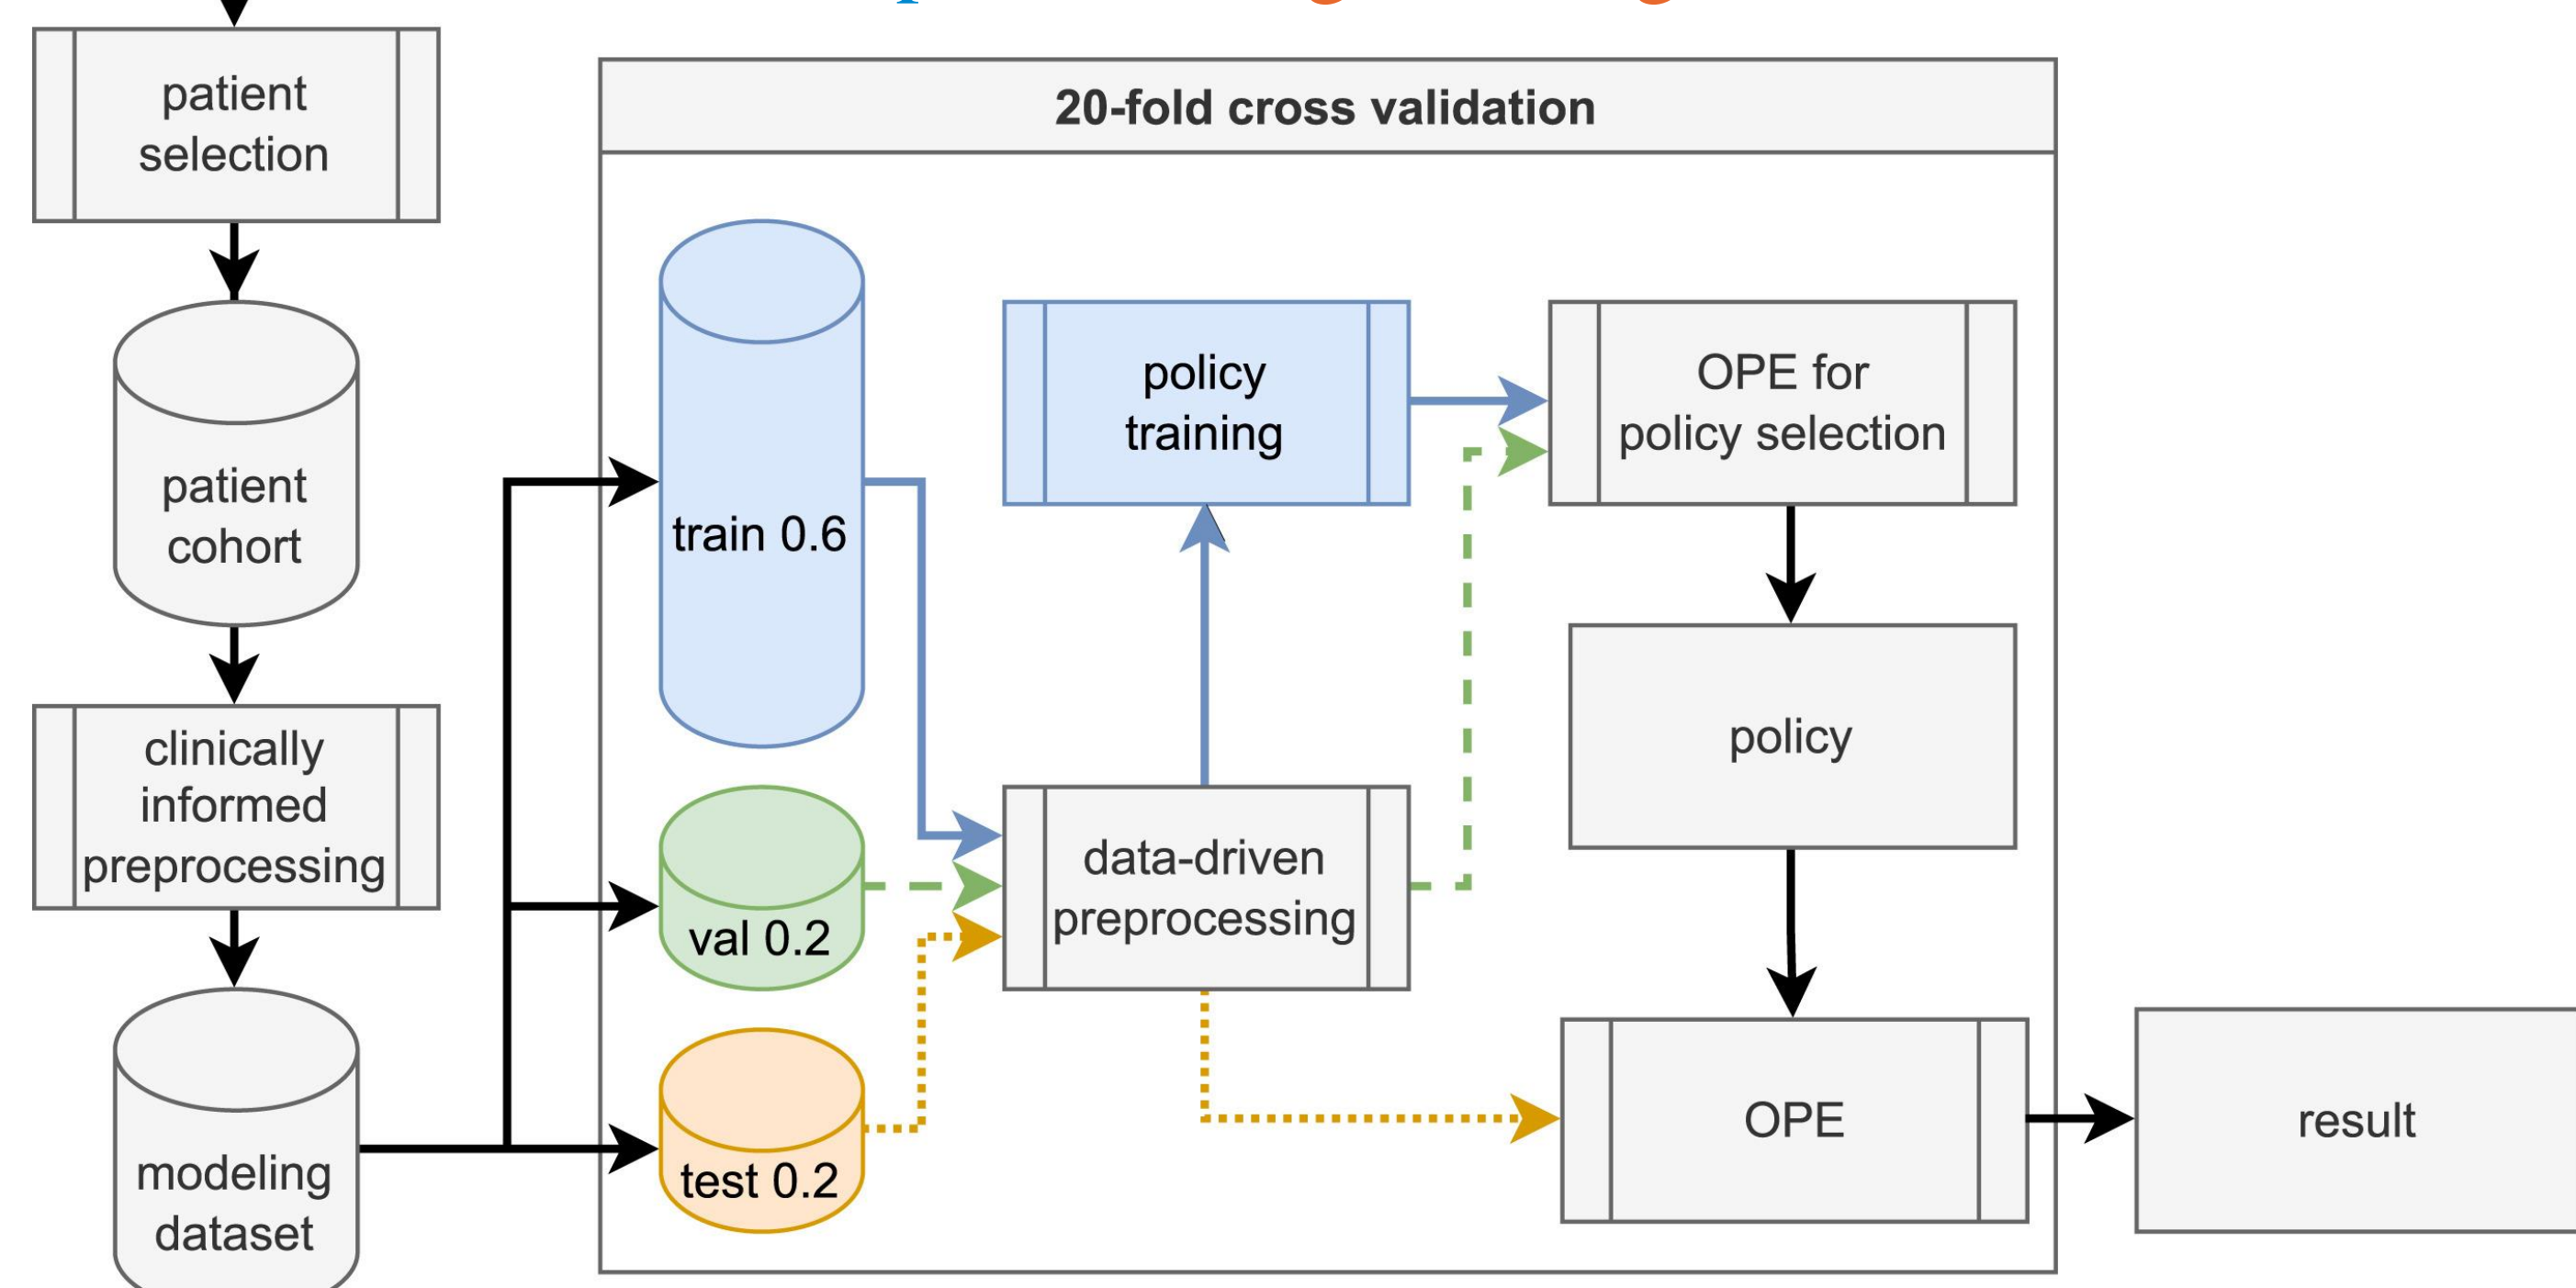 patient
selection
patient
cohort
clinically
informed
preprocessing
modeling
dataset
20-fold cross validation
train 0.6
val 0.2
test 0.2
policy
training
data-driven
preprocessing
OPE for
policy selection
policy
OPE
result